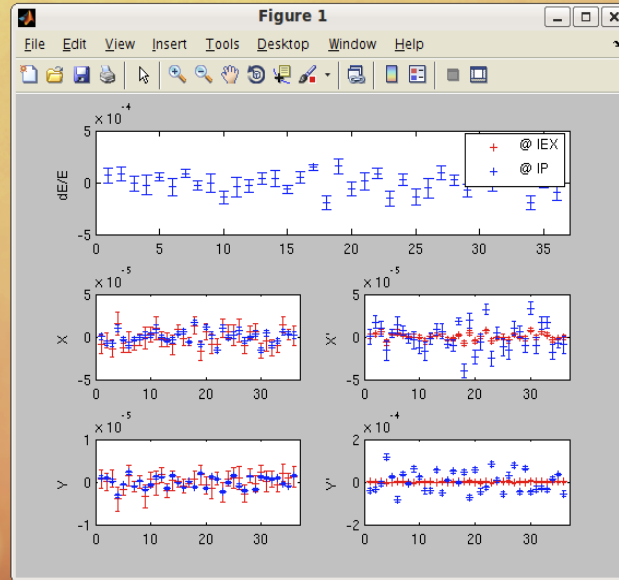 Figure 1
File Edit View Insert Tools Desktop Window Help
× 10⁻⁴
5
0
-5
dE/E
@ IEX
@ IP
0 5 10 15 20 25 30 35
× 10⁻⁵
5
0
-5
X
0 10 20 30
× 10⁻⁵
5
0
-5
X'
0 10 20 30
× 10⁻⁵
1
0
-1
Y
0 10 20 30
× 10⁻⁴
2
0
-2
Y'
0 10 20 30